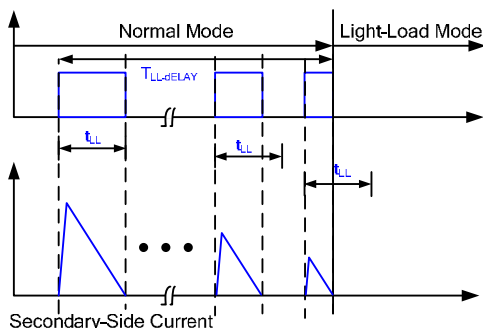 Normal Mode
Light-Load Mode
TLL-dELAY
tLL
tLL
tLL
Secondary-Side Current